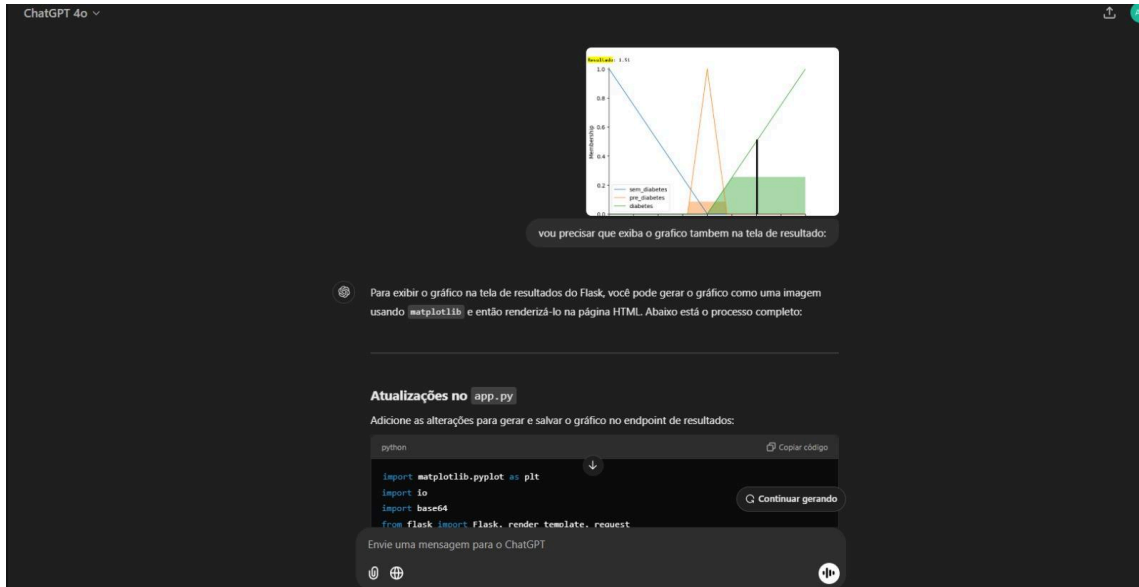 ChatGPT 4o
Resultado: 1.51
1.0
0.8
0.6
0.4
0.2
0.0
Membership
sem_diabetes
pre_diabetes
diabetes
vou precisar que exiba o grafico tambem na tela de resultado:
Para exibir o gráfico na tela de resultados do Flask, você pode gerar o gráfico como uma imagem
usando matplotlib e então renderizá-lo na página HTML. Abaixo está o processo completo:
Atualizações no app.py
Adicione as alterações para gerar e salvar o gráfico no endpoint de resultados:
python
Copiar código
import matplotlib.pyplot as plt
import io
import base64
from flask import Flask, render_template, request
Continuar gerando
Envie uma mensagem para o ChatGPT